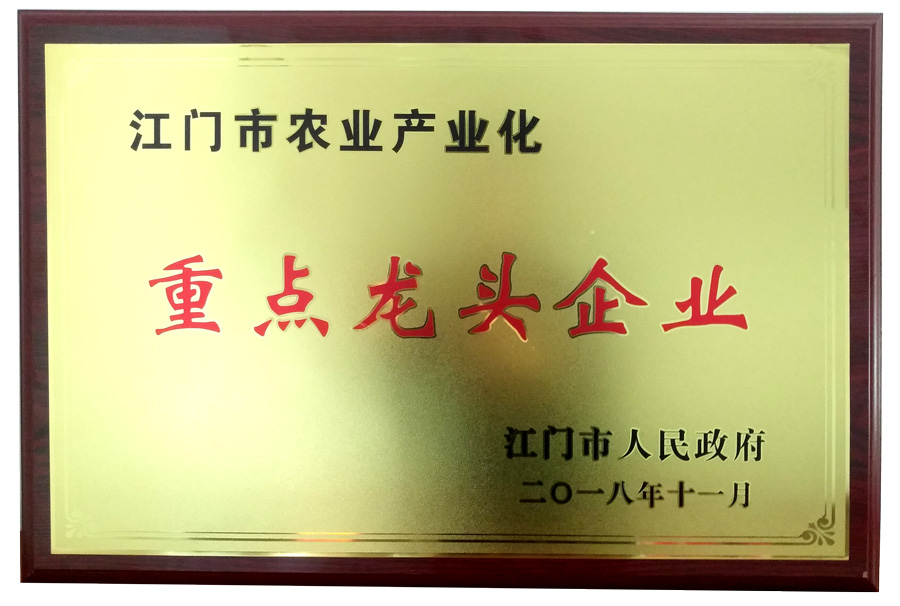 江门市农业产业化
重点龙头企业
江门市人民政府
二〇一八年十一月